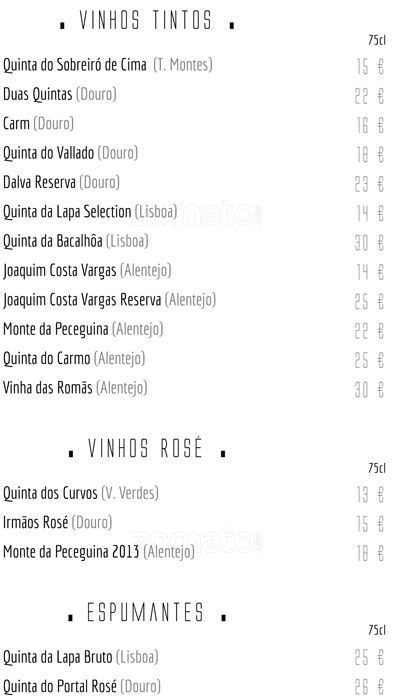 . VINHOS TINTOS .
75cl
Quinta do Sobreiró de Cima (T. Montes) 15 €
Duas Quintas (Douro) 22 €
Carm (Douro) 16 €
Quinta do Vallado (Douro) 18 €
Dalva Reserva (Douro) 23 €
Quinta da Lapa Selection (Lisboa) 14 €
zomato
Quinta da Bacalhôa (Lisboa) 30 €
Joaquim Costa Vargas (Alentejo) 14 €
Joaquim Costa Vargas Reserva (Alentejo) 25 €
Monte da Peceguina (Alentejo) 22 €
Quinta do Carmo (Alentejo) 25 €
Vinha das Romãs (Alentejo) 30 €
. VINHOS ROSÉ .
75cl
Quinta dos Curvos (V. Verdes) 13 €
Irmãos Rosé (Douro) 15 €
zomato
Monte da Peceguina 2013 (Alentejo) 18 €
. ESPUMANTES .
75cl
Quinta da Lapa Bruto (Lisboa) 25 €
Quinta do Portal Rosé (Douro) 26 €